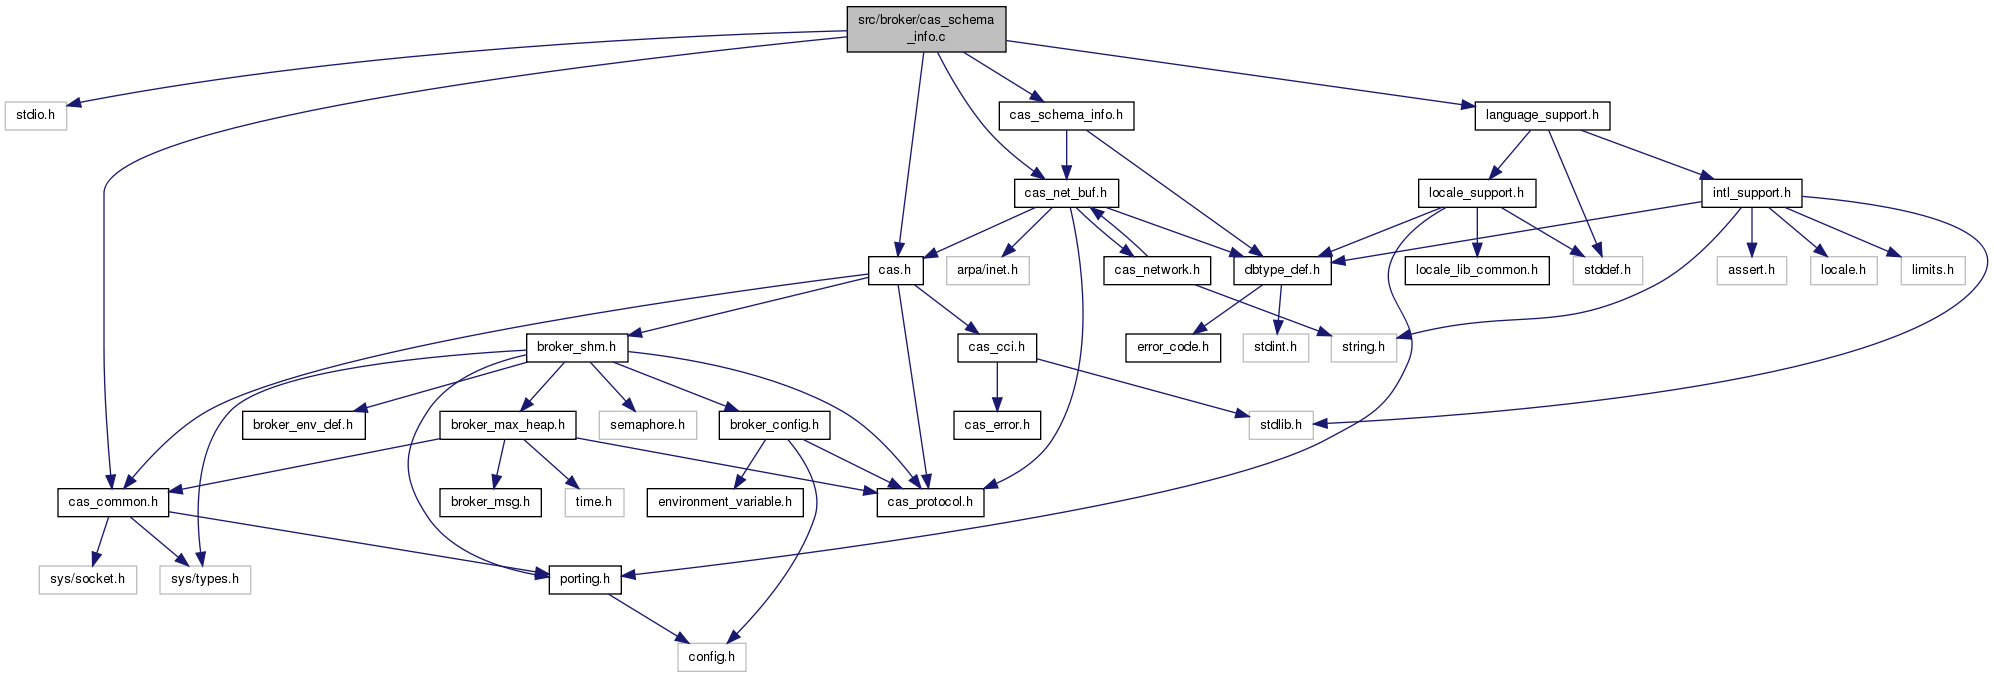 src/broker/cas_schema
_info.c
stdio.h
cas_schema_info.h
language_support.h
cas_net_buf.h
locale_support.h
intl_support.h
cas.h
arpa/inet.h
cas_network.h
dbtype_def.h
locale_lib_common.h
stddef.h
assert.h
locale.h
limits.h
broker_shm.h
cas_cci.h
error_code.h
stdint.h
string.h
broker_env_def.h
broker_max_heap.h
semaphore.h
broker_config.h
cas_error.h
stdlib.h
cas_common.h
broker_msg.h
time.h
environment_variable.h
cas_protocol.h
sys/socket.h
sys/types.h
porting.h
config.h